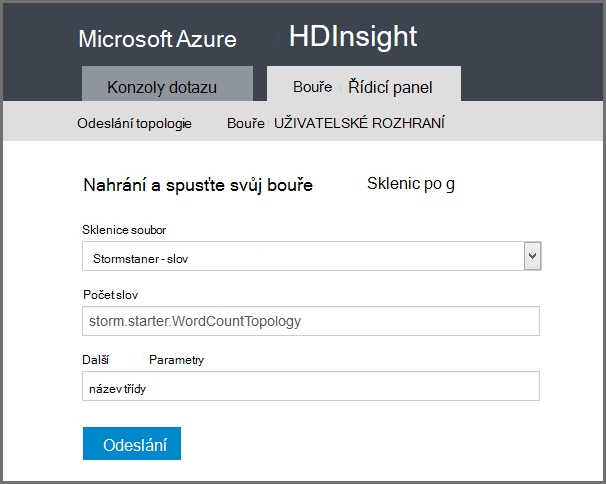 Microsoft Azure HDInsight
Konzoly dotazu Bouře Řídicí panel
Odeslání topologie Bouře UŽIVATELSKÉ ROZHRANÍ
Nahrání a spusťte svůj bouře Sklenic po g
Sklenice soubor
Stormstaner - slov
Počet slov
storm.starter.WordCountTopology
Další Parametry
název třídy
Odeslání